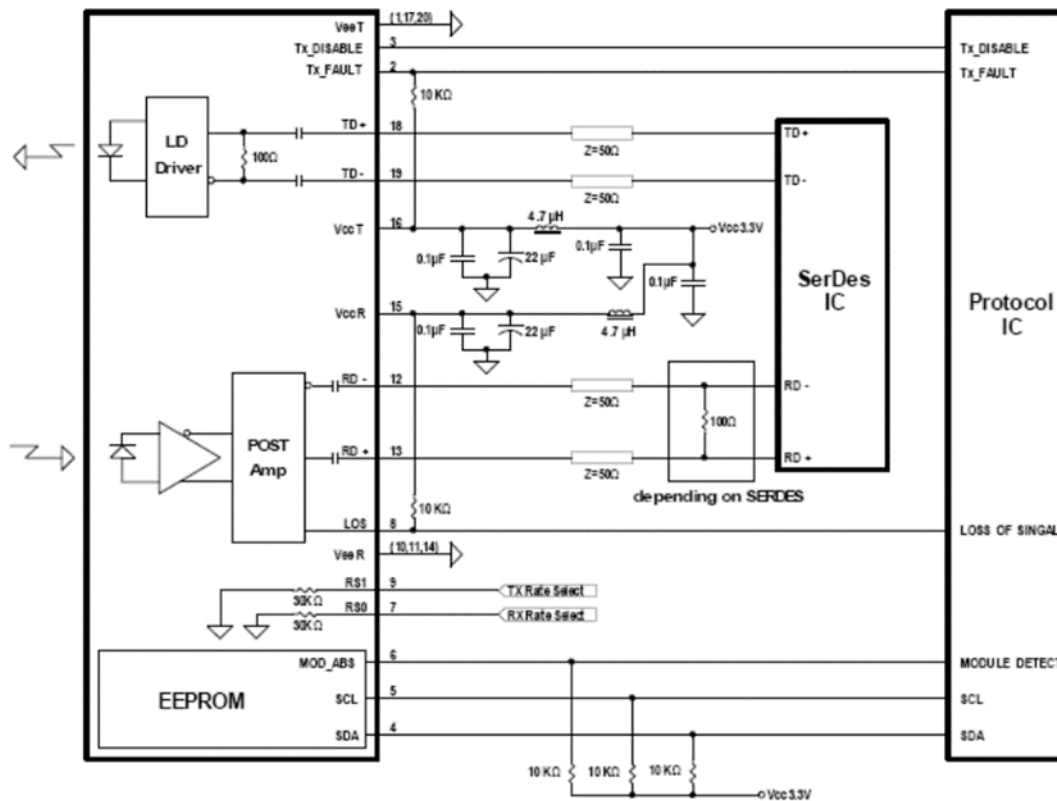 VeeT (1,17,20)
Tx_DISABLE 3 Tx_DISABLE
Tx_FAULT 2 Tx_FAULT
10 KΩ
LD
Driver
100Ω
TD+ 18 Z=50Ω TD+
TD- 19 Z=50Ω TD-
VccT 16 4.7 µH Vcc3.3V
0.1µF 22 µF 0.1µF 0.1µF
SerDes
IC
Protocol
IC
VccR 15
0.1µF 22 µF 4.7 µH
RD - 12 Z=50Ω RD -
100Ω
POST
Amp
RD + 13 Z=50Ω RD +
depending on SERDES
10 KΩ
LOS 8 LOSS OF SINGAL
VeeR (10,11,14)
RS1 9 TX Rate Select
30KΩ
RS0 7 RX Rate Select
30KΩ
MOD_ABS 6 MODULE DETECT
EEPROM
SCL 5 SCL
SDA 4 SDA
10 KΩ 10 KΩ 10 KΩ
Vcc3.3V